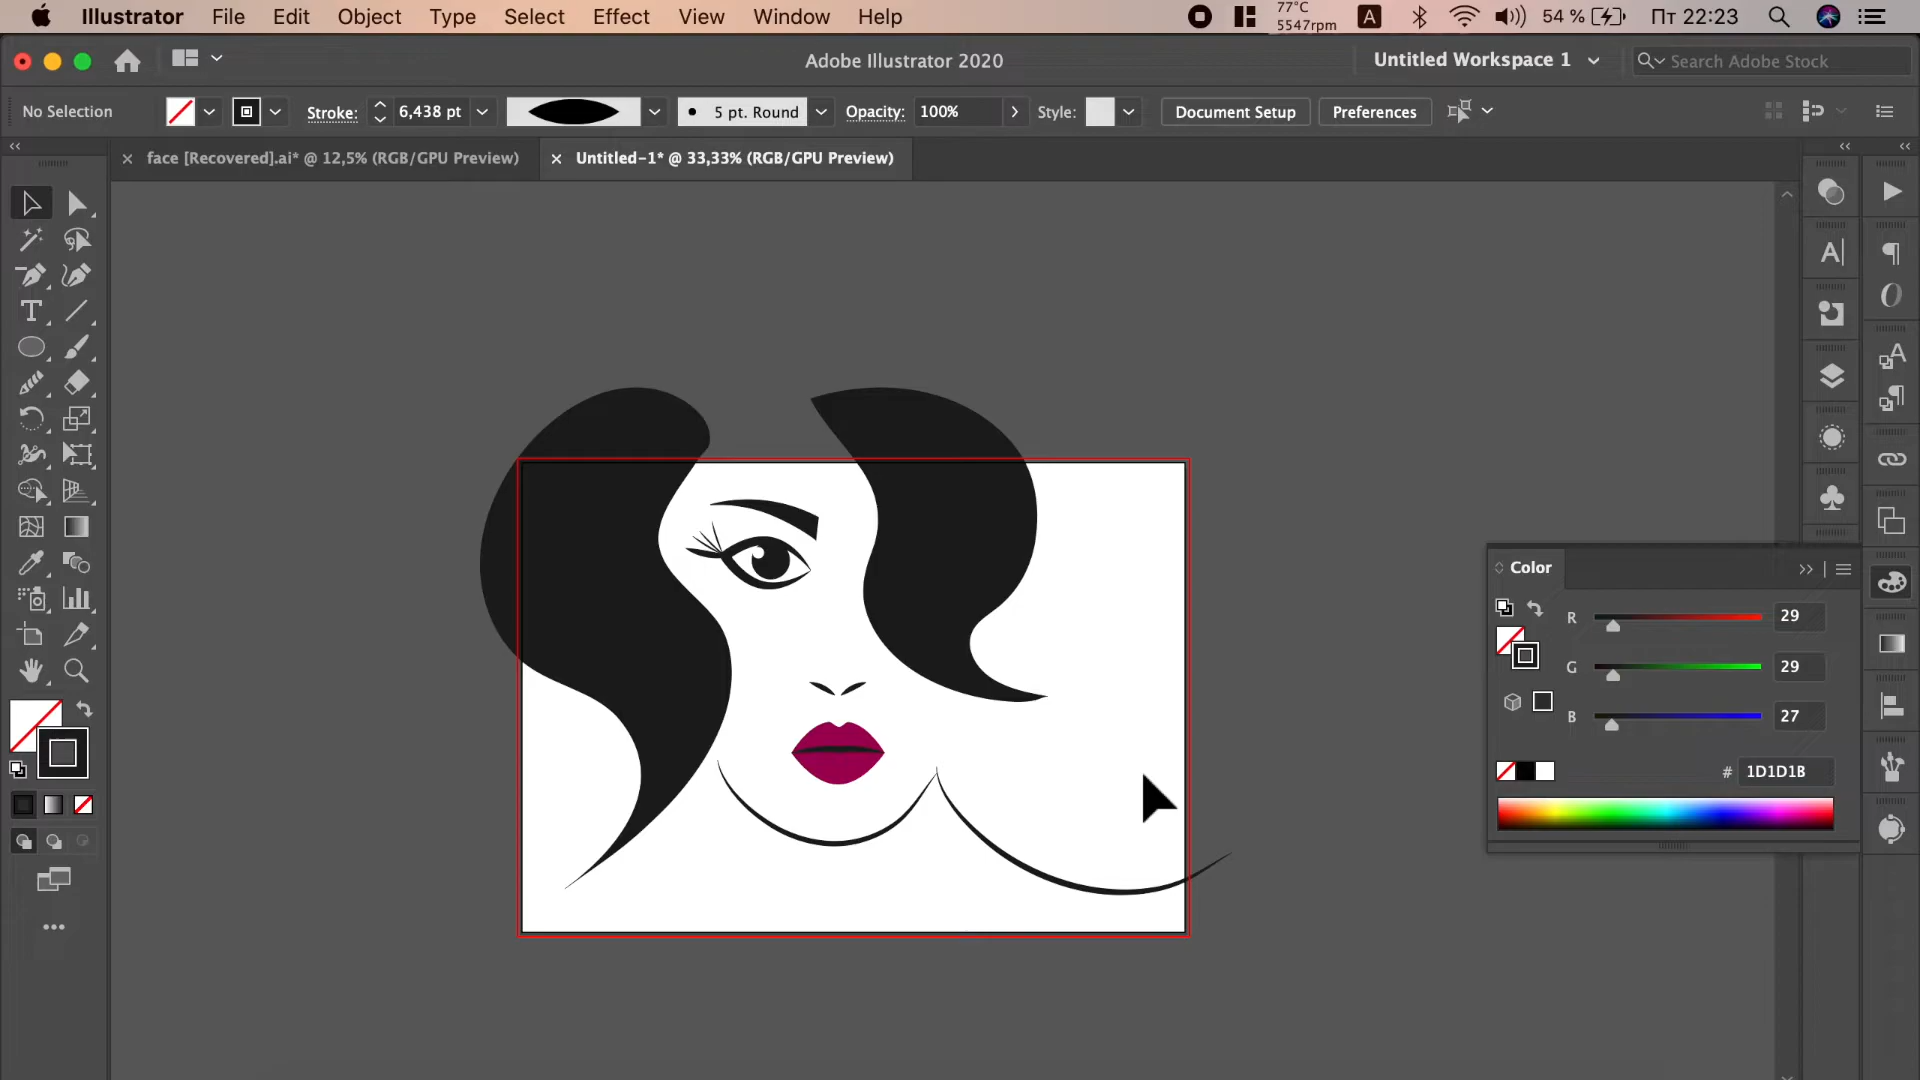 Illustrator File Edit Object Type Select Effect View Window Help 77°C 5547rpm A 54 % Пт 22:23
Adobe Illustrator 2020 Untitled Workspace 1 Search Adobe Stock
No Selection Stroke: 6,438 pt 5 pt. Round Opacity: 100% Style: Document Setup Preferences
face [Recovered].ai* @ 12,5% (RGB/GPU Preview) Untitled-1* @ 33,33% (RGB/GPU Preview)
Color
R 29
G 29
B 27
# 1D1D1B